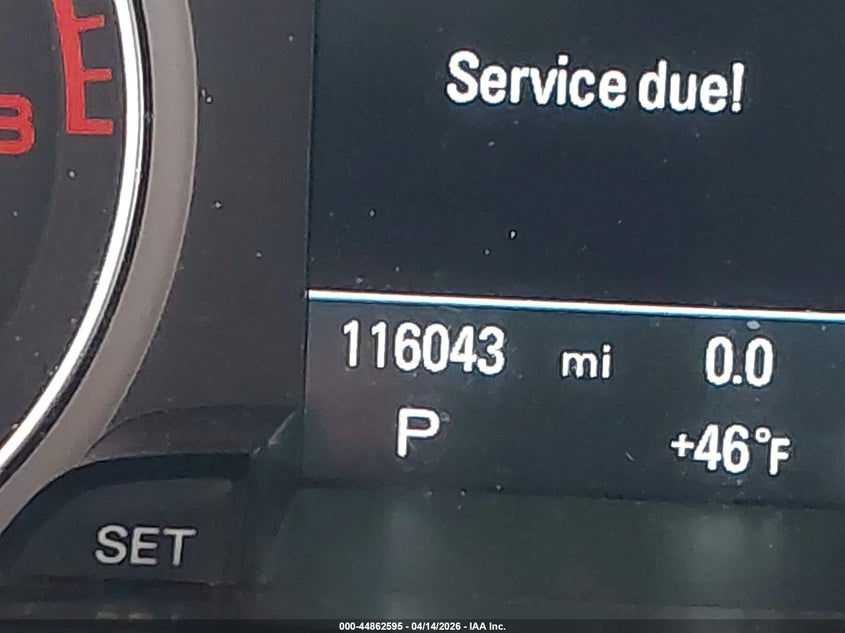 Service due!
116043 mi 0.0
P +46°F
SET
000-44862595 - 04/14/2026 - IAA Inc.